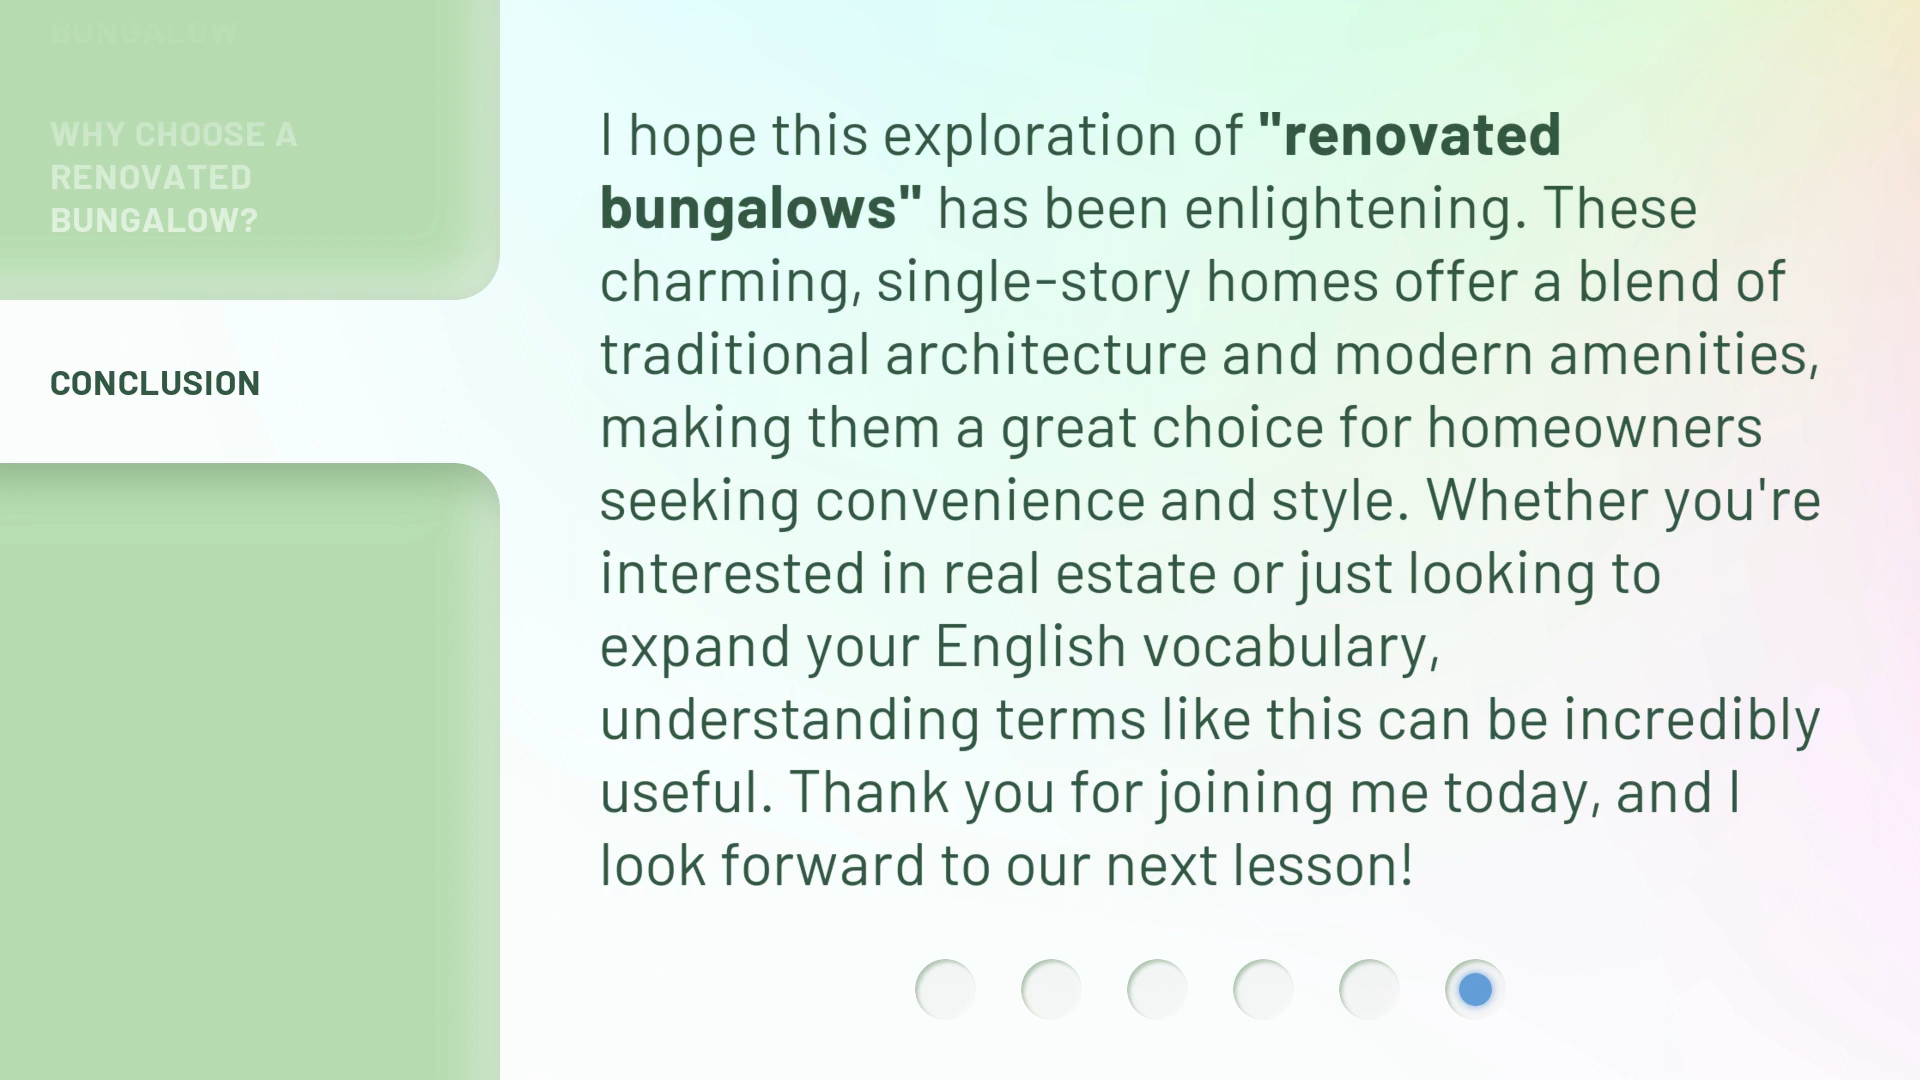 BUNGALOW
WHY CHOOSE A
RENOVATED
BUNGALOW?
CONCLUSION
I hope this exploration of "renovated
bungalows" has been enlightening. These
charming, single-story homes offer a blend of
traditional architecture and modern amenities,
making them a great choice for homeowners
seeking convenience and style. Whether you're
interested in real estate or just looking to
expand your English vocabulary,
understanding terms like this can be incredibly
useful. Thank you for joining me today, and I
look forward to our next lesson!